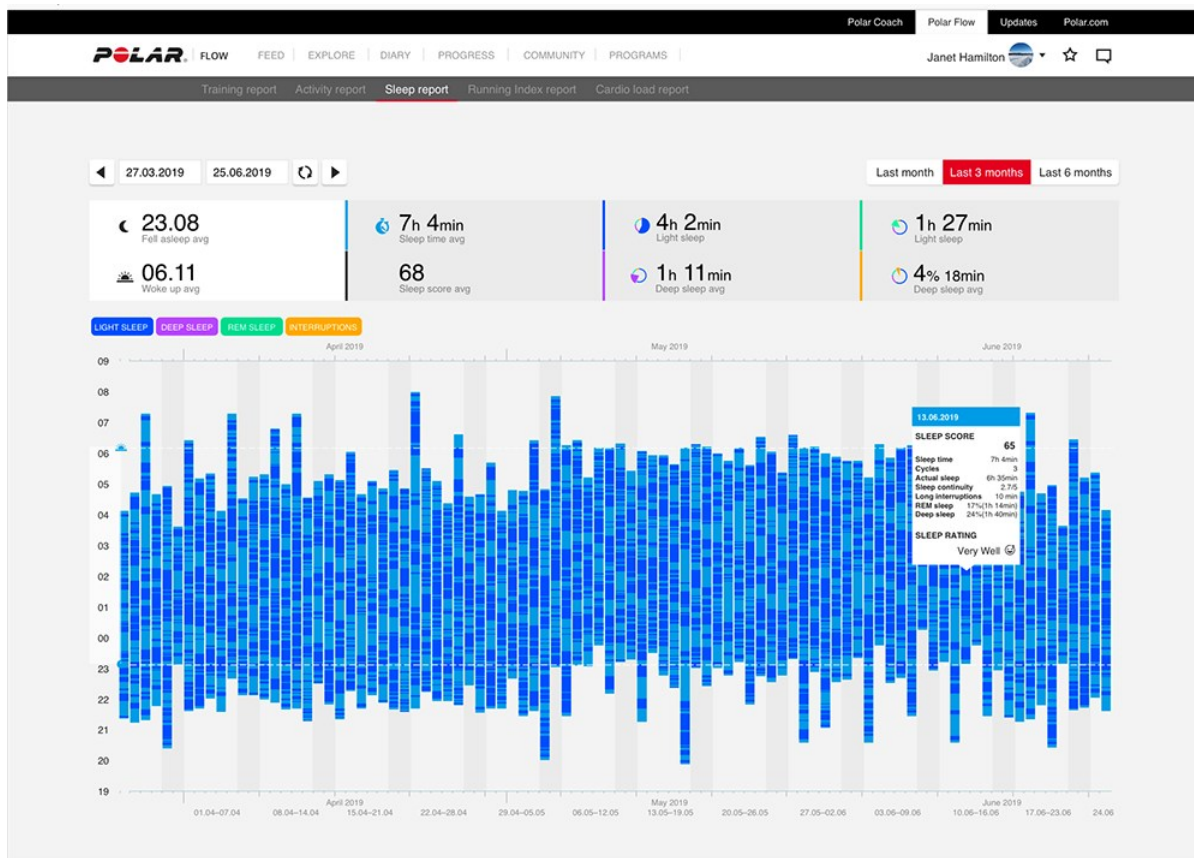 Polar Coach Polar Flow Updates Polar.com
POLAR. FLOW FEED EXPLORE DIARY PROGRESS COMMUNITY PROGRAMS Janet Hamilton
Training report Activity report Sleep report Running Index report Cardio load report
27.03.2019 25.06.2019 Last month Last 3 months Last 6 months
23.08 7h 4min 4h 2min 1h 27min
Fell asleep avg Sleep time avg Light sleep Light sleep
06.11 68 1h 11min 4% 18min
Woke up avg Sleep score avg Deep sleep avg Deep sleep avg
LIGHT SLEEP DEEP SLEEP REM SLEEP INTERRUPTIONS
April 2019 May 2019 June 2019
09
08
07
06
05
04
03
02
01
00
23
22
21
20
19
13.06.2019
SLEEP SCORE
65
Sleep time 7h 4min
Cycles 3
Actual sleep 6h 35min
Sleep continuity 2.7/5
Long interruptions 10 min
REM sleep 17%(1h 14min)
Deep sleep 24%(1h 40min)
SLEEP RATING
Very Well
April 2019 May 2019 June 2019
01.04–07.04 08.04–14.04 15.04–21.04 22.04–28.04 29.04–05.05 06.05–12.05 13.05–19.05 20.05–26.05 27.05–02.06 03.06–09.06 10.06–16.06 17.06–23.06 24.06